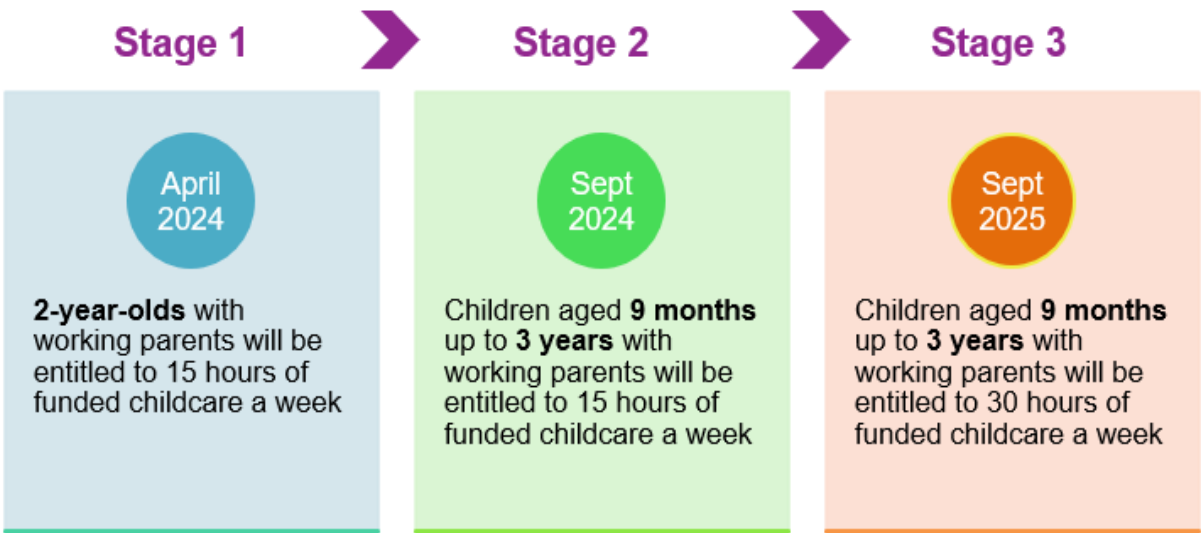 Stage 1
Stage 2
Stage 3
April
2024
2-year-olds with
working parents will be
entitled to 15 hours of
funded childcare a week
Sept
2024
Children aged 9 months
up to 3 years with
working parents will be
entitled to 15 hours of
funded childcare a week
Sept
2025
Children aged 9 months
up to 3 years with
working parents will be
entitled to 30 hours of
funded childcare a week